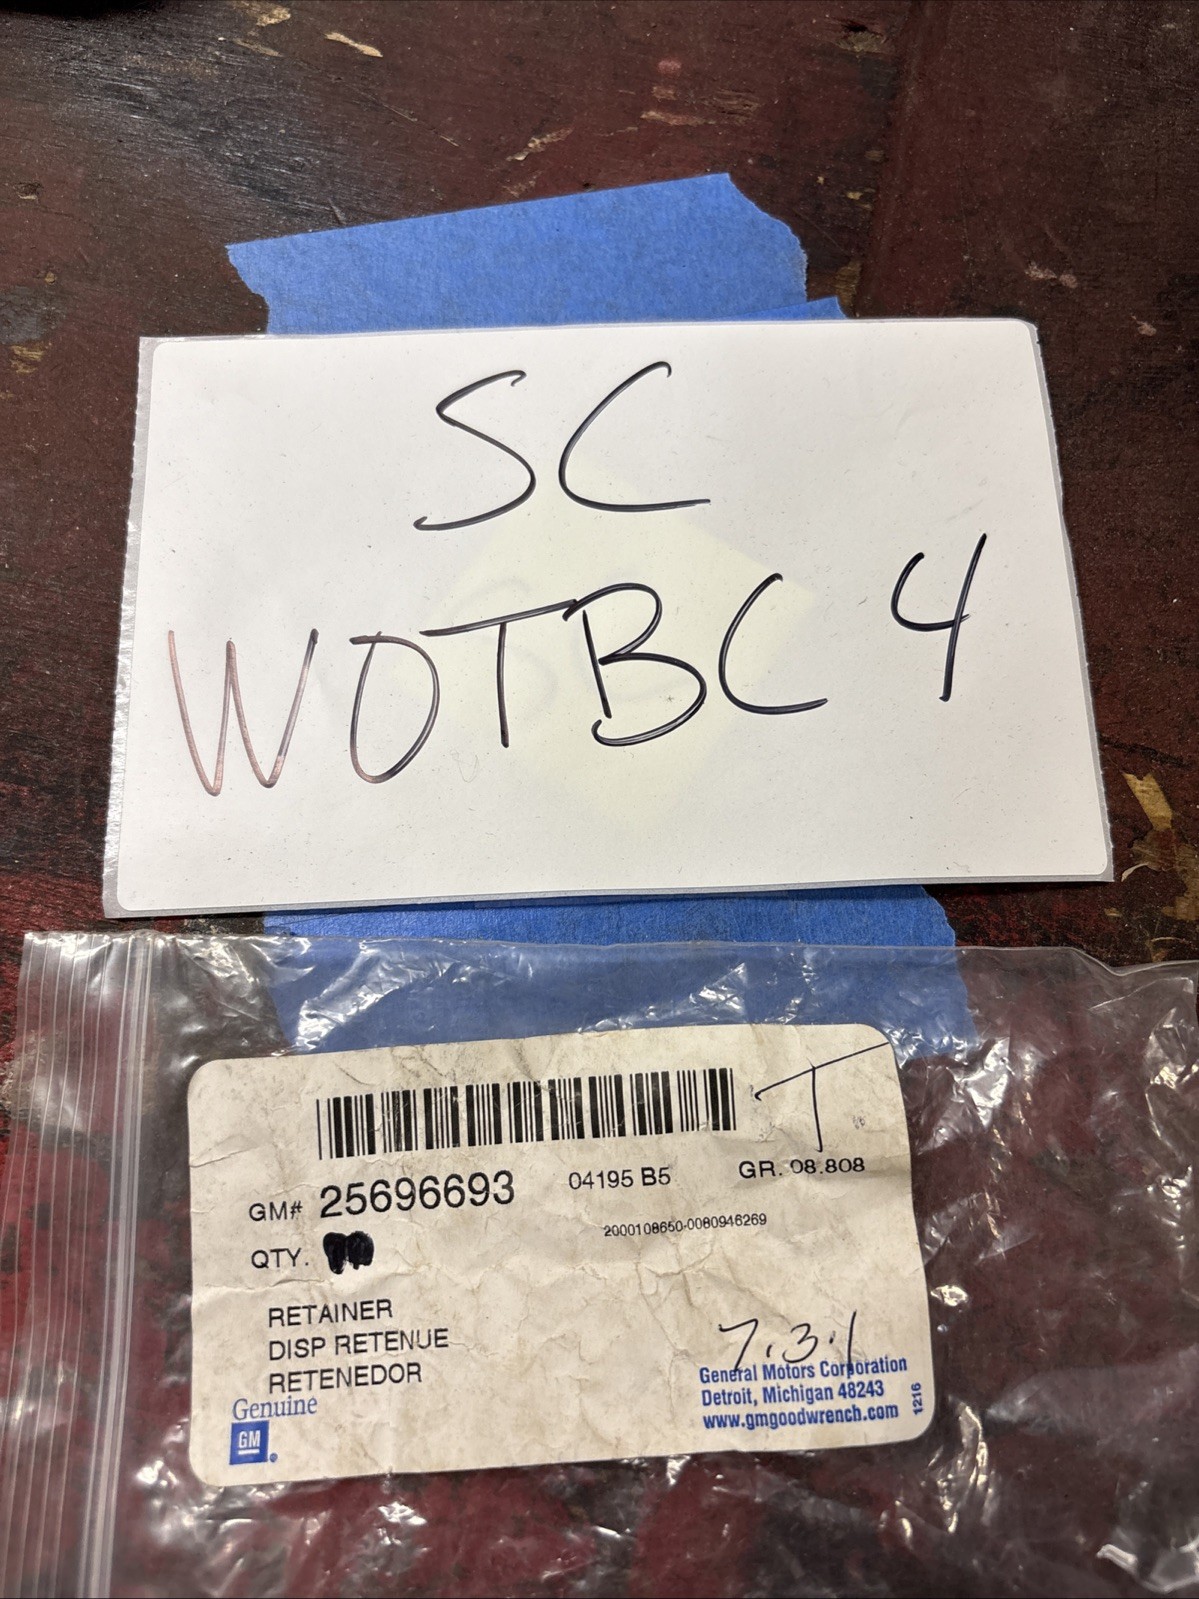 SC
WOTBC 4
T
GM# 25696693 04195 B5 GR. 08.808
2000108650-0080946269
QTY.
RETAINER
DISP RETENUE
RETENEDOR
7.3.1
Genuine
GM
General Motors Corporation
Detroit, Michigan 48243
www.gmgoodwrench.com
1216